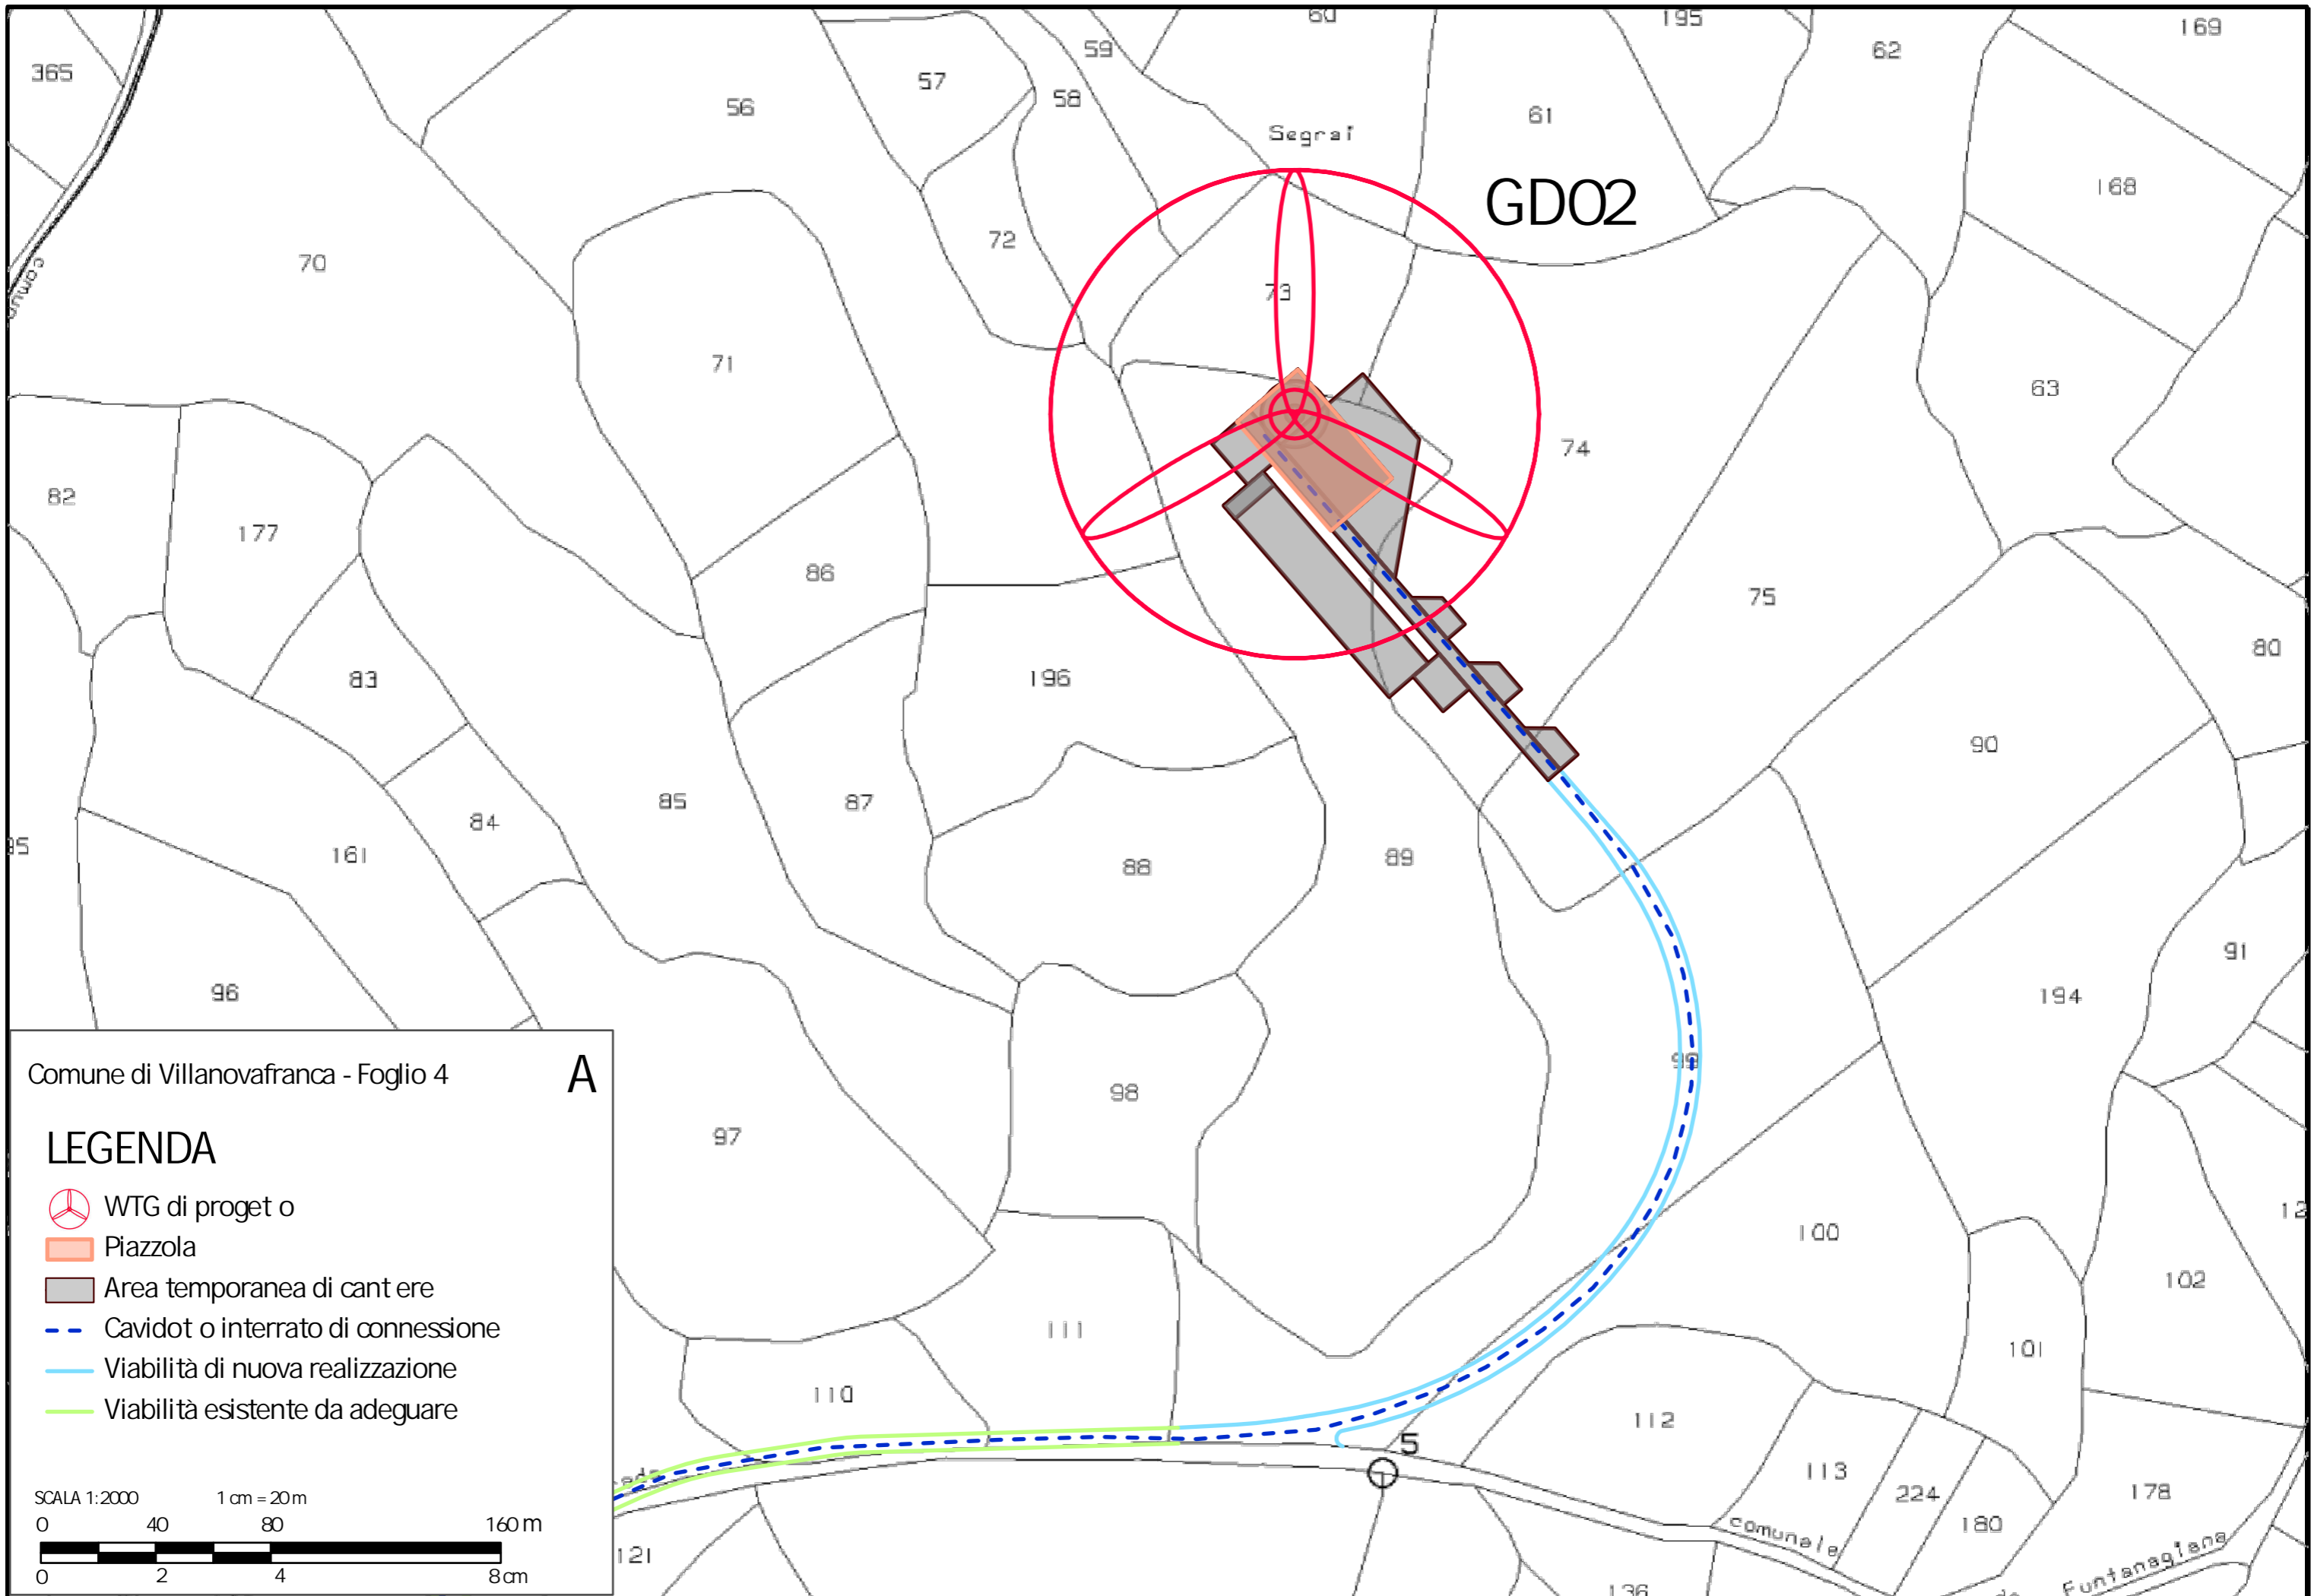 60
195
169
59
62
365
57
56
58
61
Segraí
168
GD02
72
70
comun
73
71
63
74
82
177
86
75
80
83
196
90
85
87
84
161
88
89
91
96
194
99
98
97
100
102
111
101
110
112
5
113
224
178
180
comunale
Funtanagiana
121
136
Comune di Villanovafranca - Foglio 4
A
LEGENDA
WTG di proget o
Piazzola
Area temporanea di cant ere
Cavidot o interrato di connessione
Viabilità di nuova realizzazione
Viabilità esistente da adeguare
SCALA 1:2000 1 cm = 20 m
0 40 80 160 m
0 2 4 8 cm